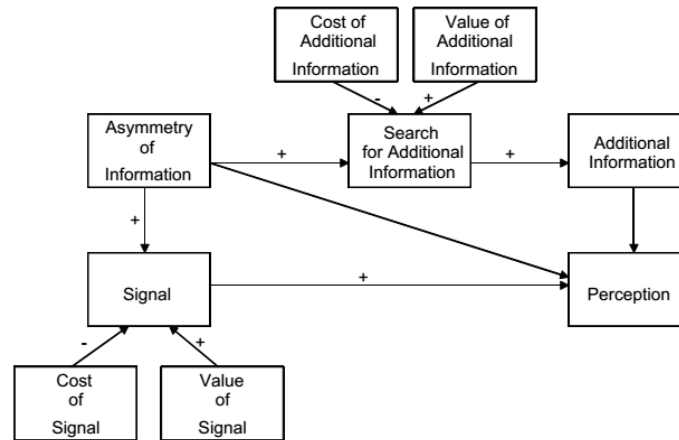 Cost of
Additional
Information
Value of
Additional
Information
-
+
Asymmetry
of
Information
+
Search
for Additional
Information
+
Additional
Information
+
Signal
+
Perception
-
+
Cost
of
Signal
Value
of
Signal